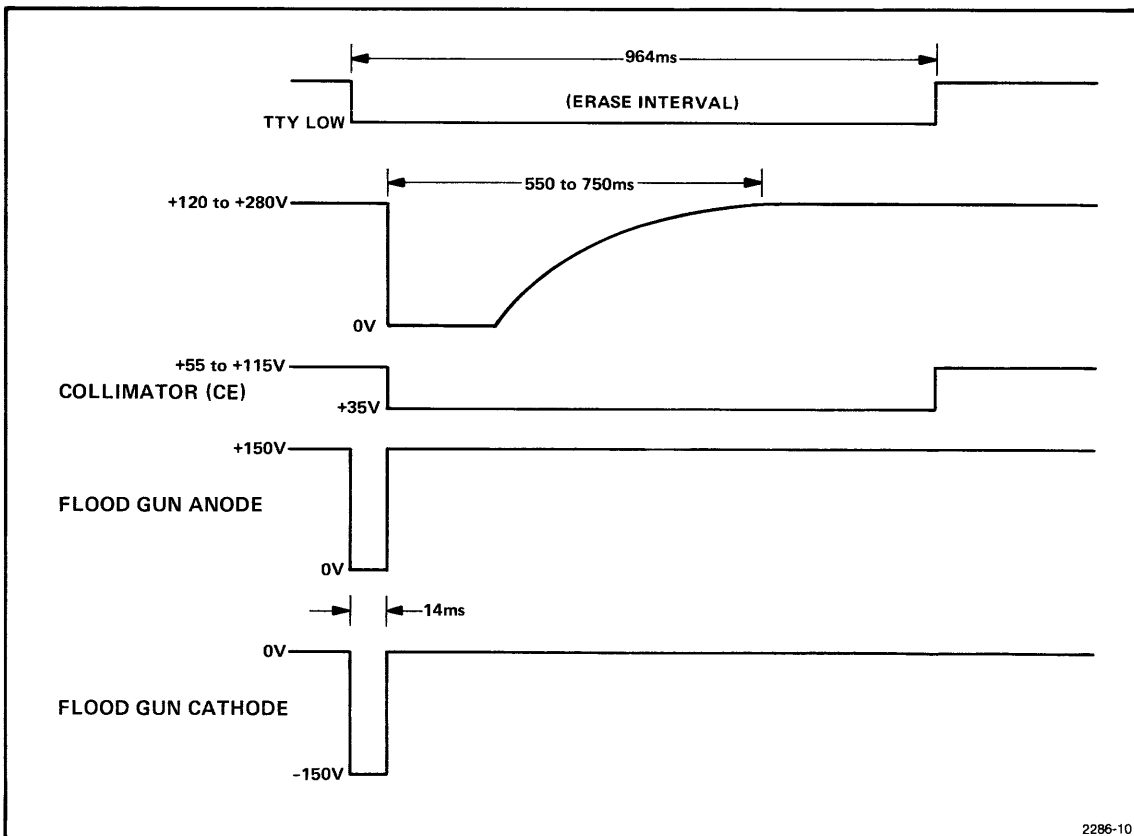 964ms
(ERASE INTERVAL)
TTY LOW
550 to 750ms
+120 to +280V
0V
+55 to +115V
COLLIMATOR (CE)
+35V
+150V
FLOOD GUN ANODE
0V
14ms
0V
FLOOD GUN CATHODE
-150V
2286-10